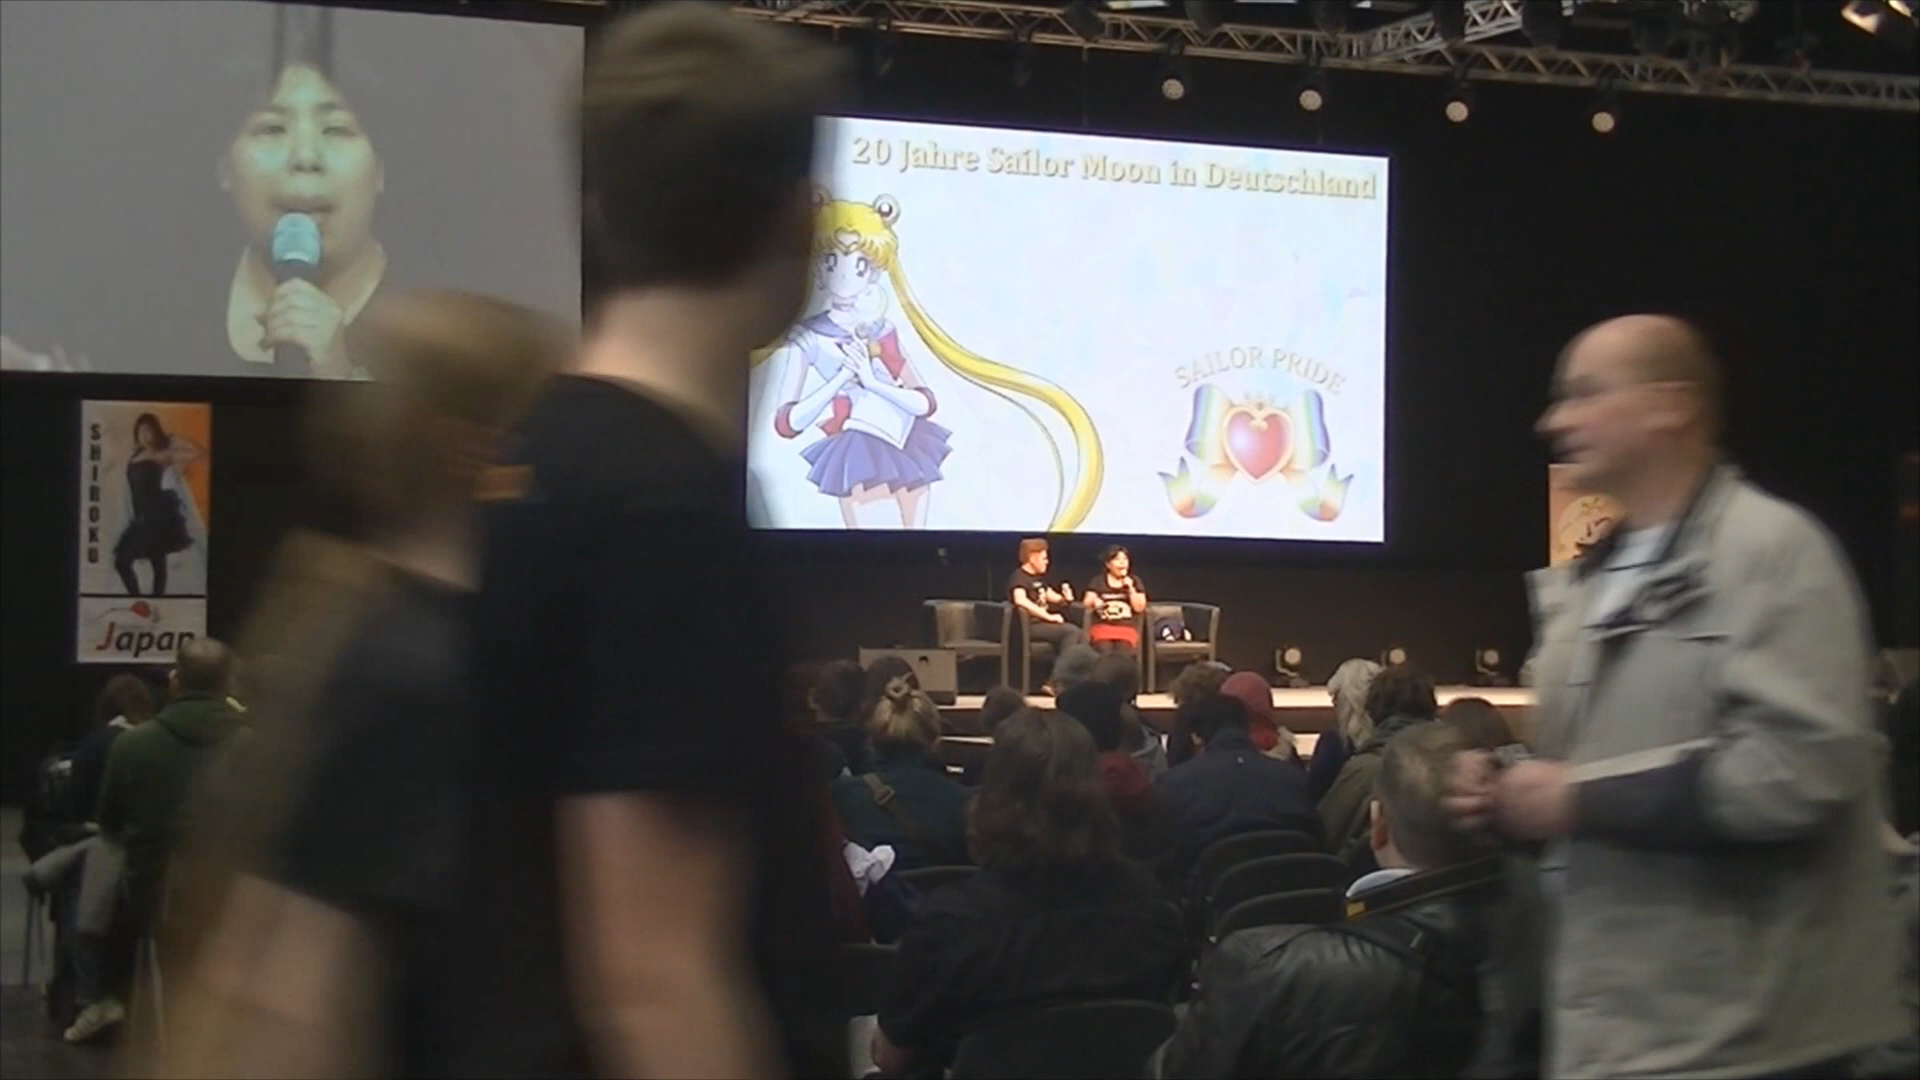 20 Jahre Sailor Moon in Deutschland
SAILOR PRIDE
SHIROKU
Japan